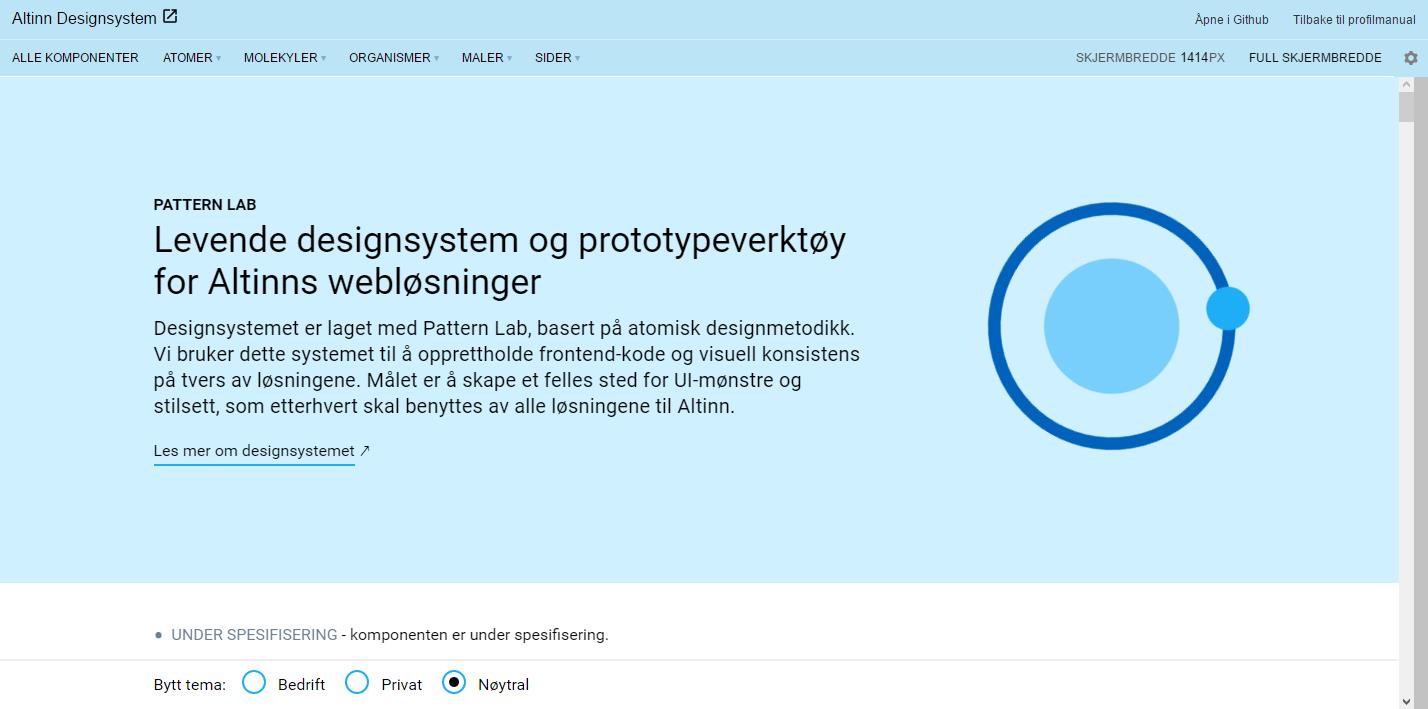 Altinn Designsystem
Åpne i Github
Tilbake til profilmanual
ALLE KOMPONENTER
ATOMER
MOLEKYLER
ORGANISMER
MALER
SIDER
SKJERMBREDDE 1414PX
FULL SKJERMBREDDE
PATTERN LAB
Levende designsystem og prototypeverktøy
for Altinns webløsninger
Designsystemet er laget med Pattern Lab, basert på atomisk designmetodikk.
Vi bruker dette systemet til å opprettholde frontend-kode og visuell konsistens
på tvers av løsningene. Målet er å skape et felles sted for UI-mønstre og
stilsett, som etterhvert skal benyttes av alle løsningene til Altinn.
Les mer om designsystemet ↗
• UNDER SPESIFISERING - komponenten er under spesifisering.
Bytt tema: Bedrift Privat Nøytral